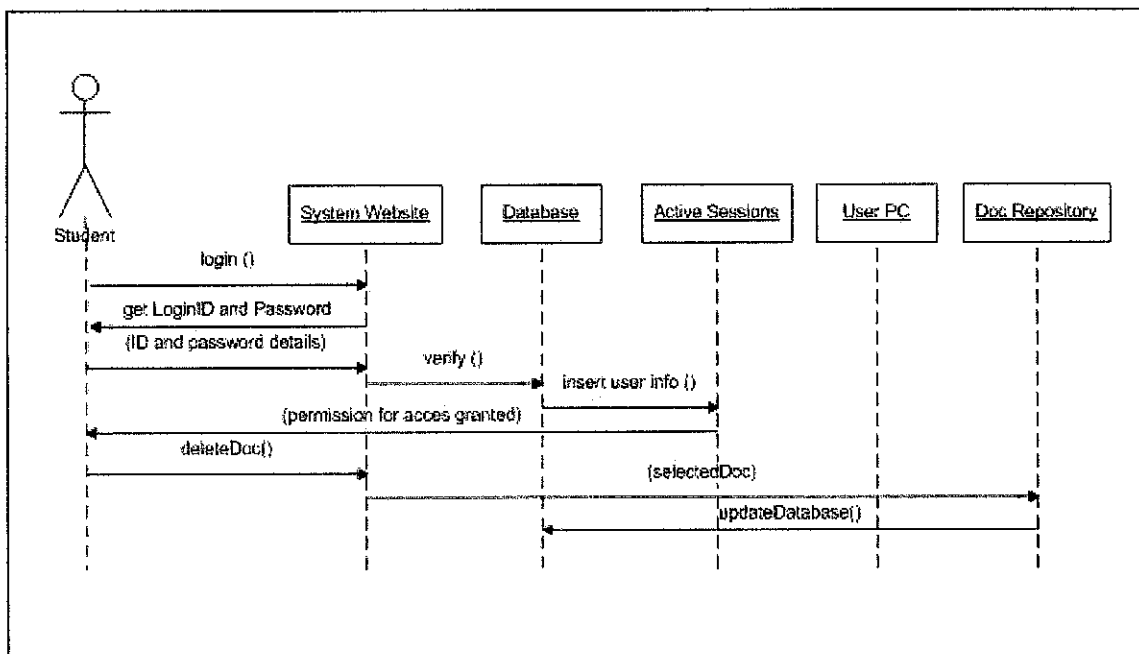 System Website
Database
Active Sessions
User PC
Doc Repository
Student
login ()
get LoginID and Password
(ID and password details)
verify ()
insert user info ()
(permission for acces granted)
deleteDoc()
(selectedDoc)
updateDatabase()